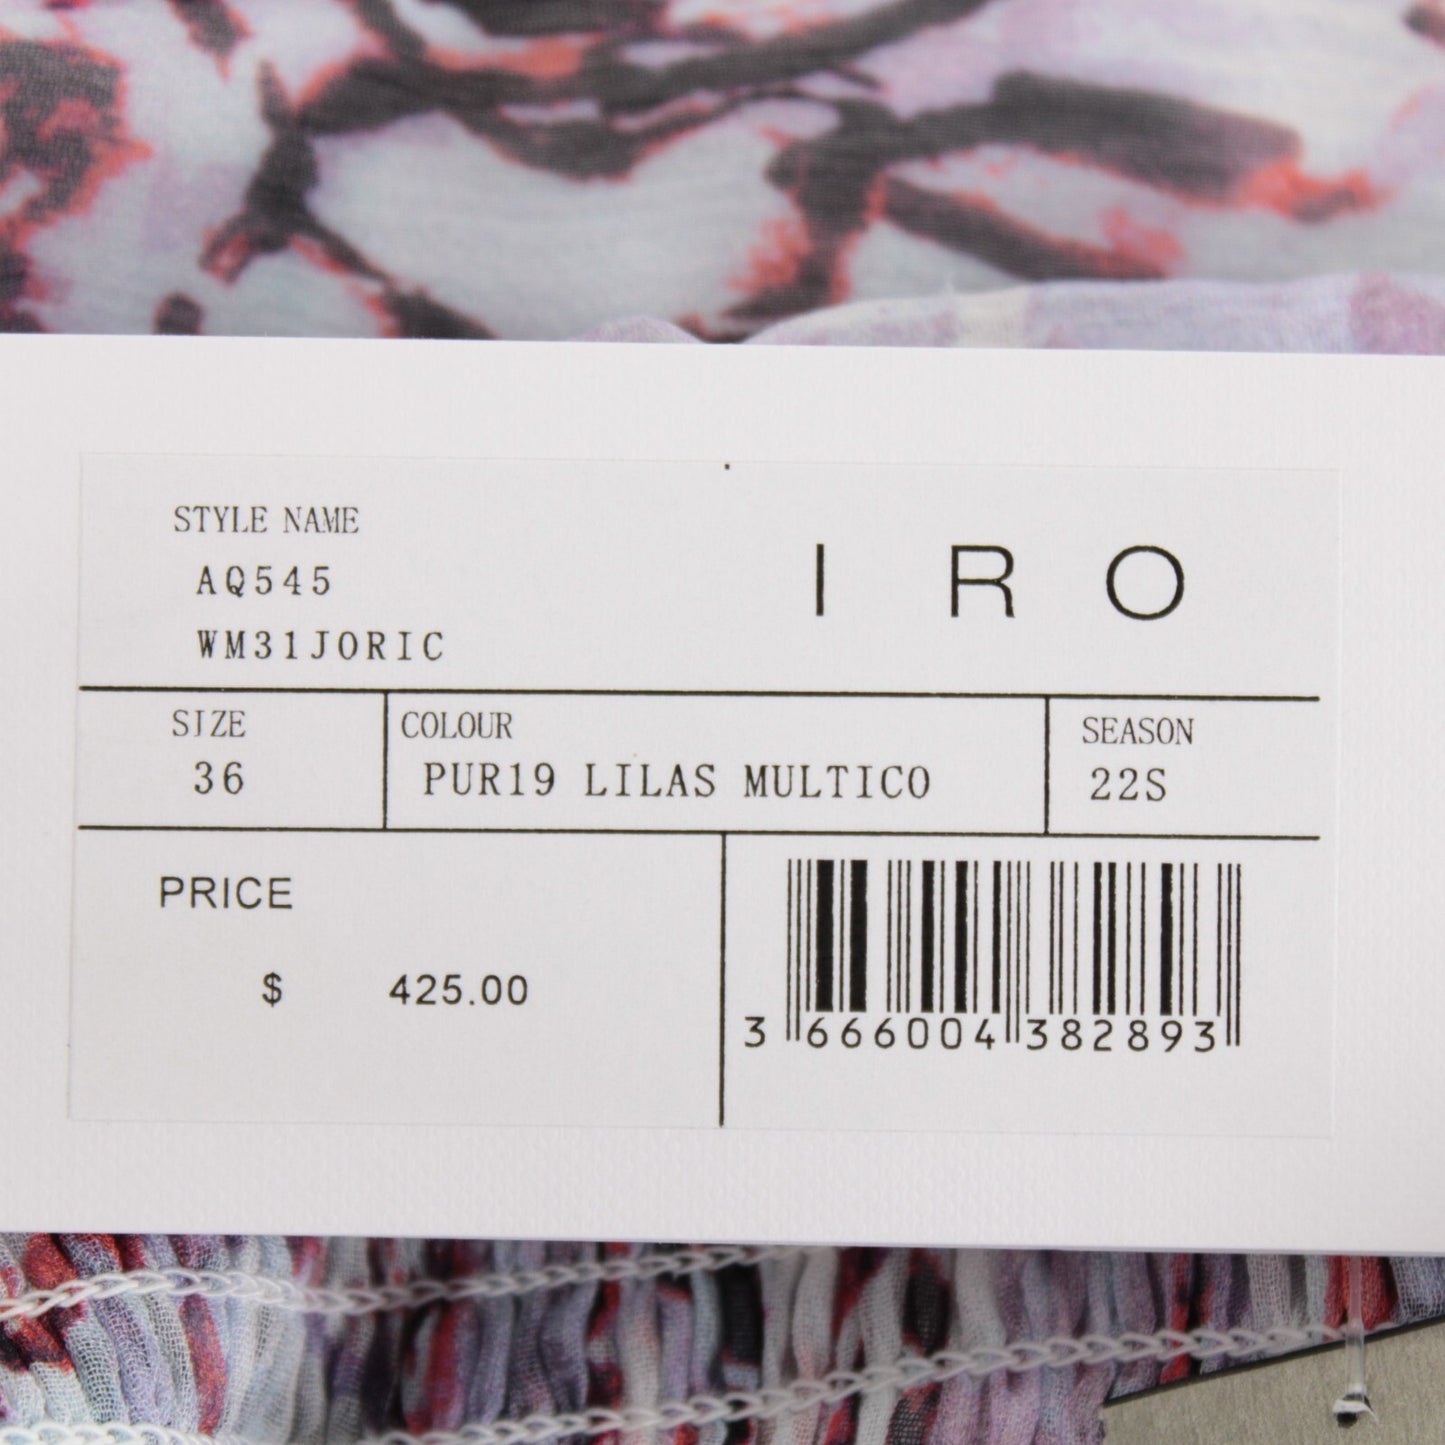 STYLE NAME
AQ545
WM31JORIC
IRO
SIZE
36
COLOUR
PUR19 LILAS MULTICO
SEASON
22S
PRICE
$ 425.00
3 666004 382893